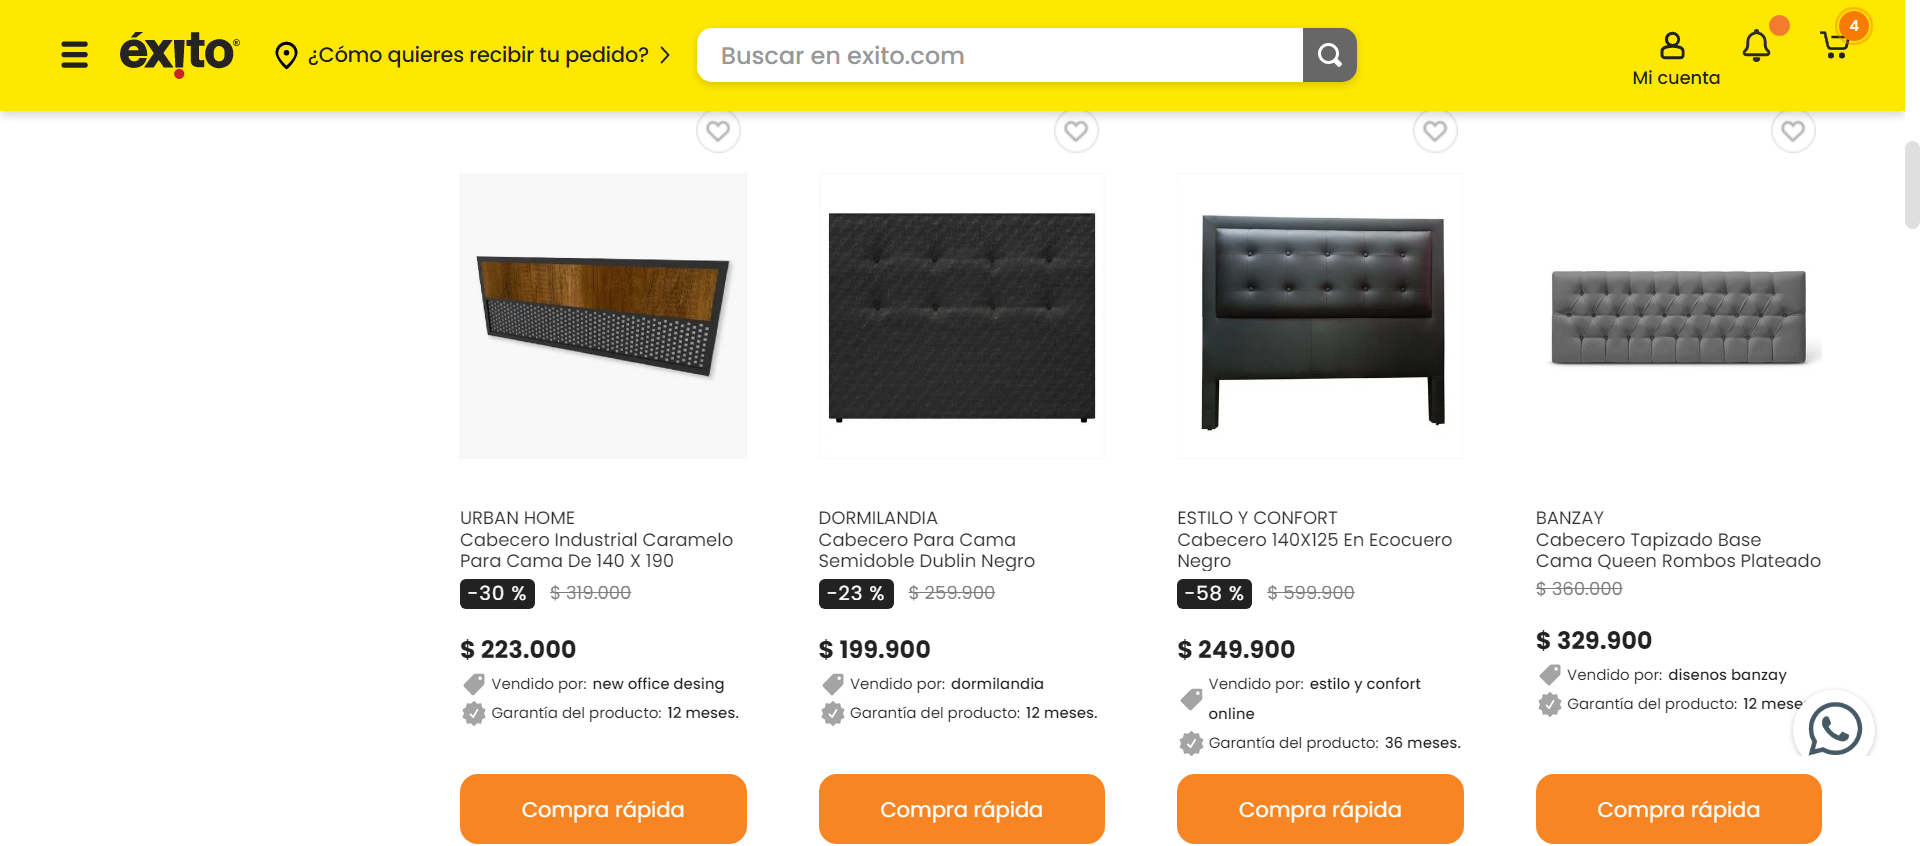 éxito®
¿Cómo quieres recibir tu pedido?
Buscar en exito.com
Mi cuenta
4
URBAN HOME
Cabecero Industrial Caramelo
Para Cama De 140 X 190
-30 % $ 319.000
$ 223.000
Vendido por: new office desing
Garantía del producto: 12 meses.
Compra rápida
DORMILANDIA
Cabecero Para Cama
Semidoble Dublin Negro
-23 % $ 259.900
$ 199.900
Vendido por: dormilandia
Garantía del producto: 12 meses.
Compra rápida
ESTILO Y CONFORT
Cabecero 140X125 En Ecocuero
Negro
-58 % $ 599.900
$ 249.900
Vendido por: estilo y confort
online
Garantía del producto: 36 meses.
Compra rápida
BANZAY
Cabecero Tapizado Base
Cama Queen Rombos Plateado
$ 360.000
$ 329.900
Vendido por: disenos banzay
Garantía del producto: 12 mese
Compra rápida